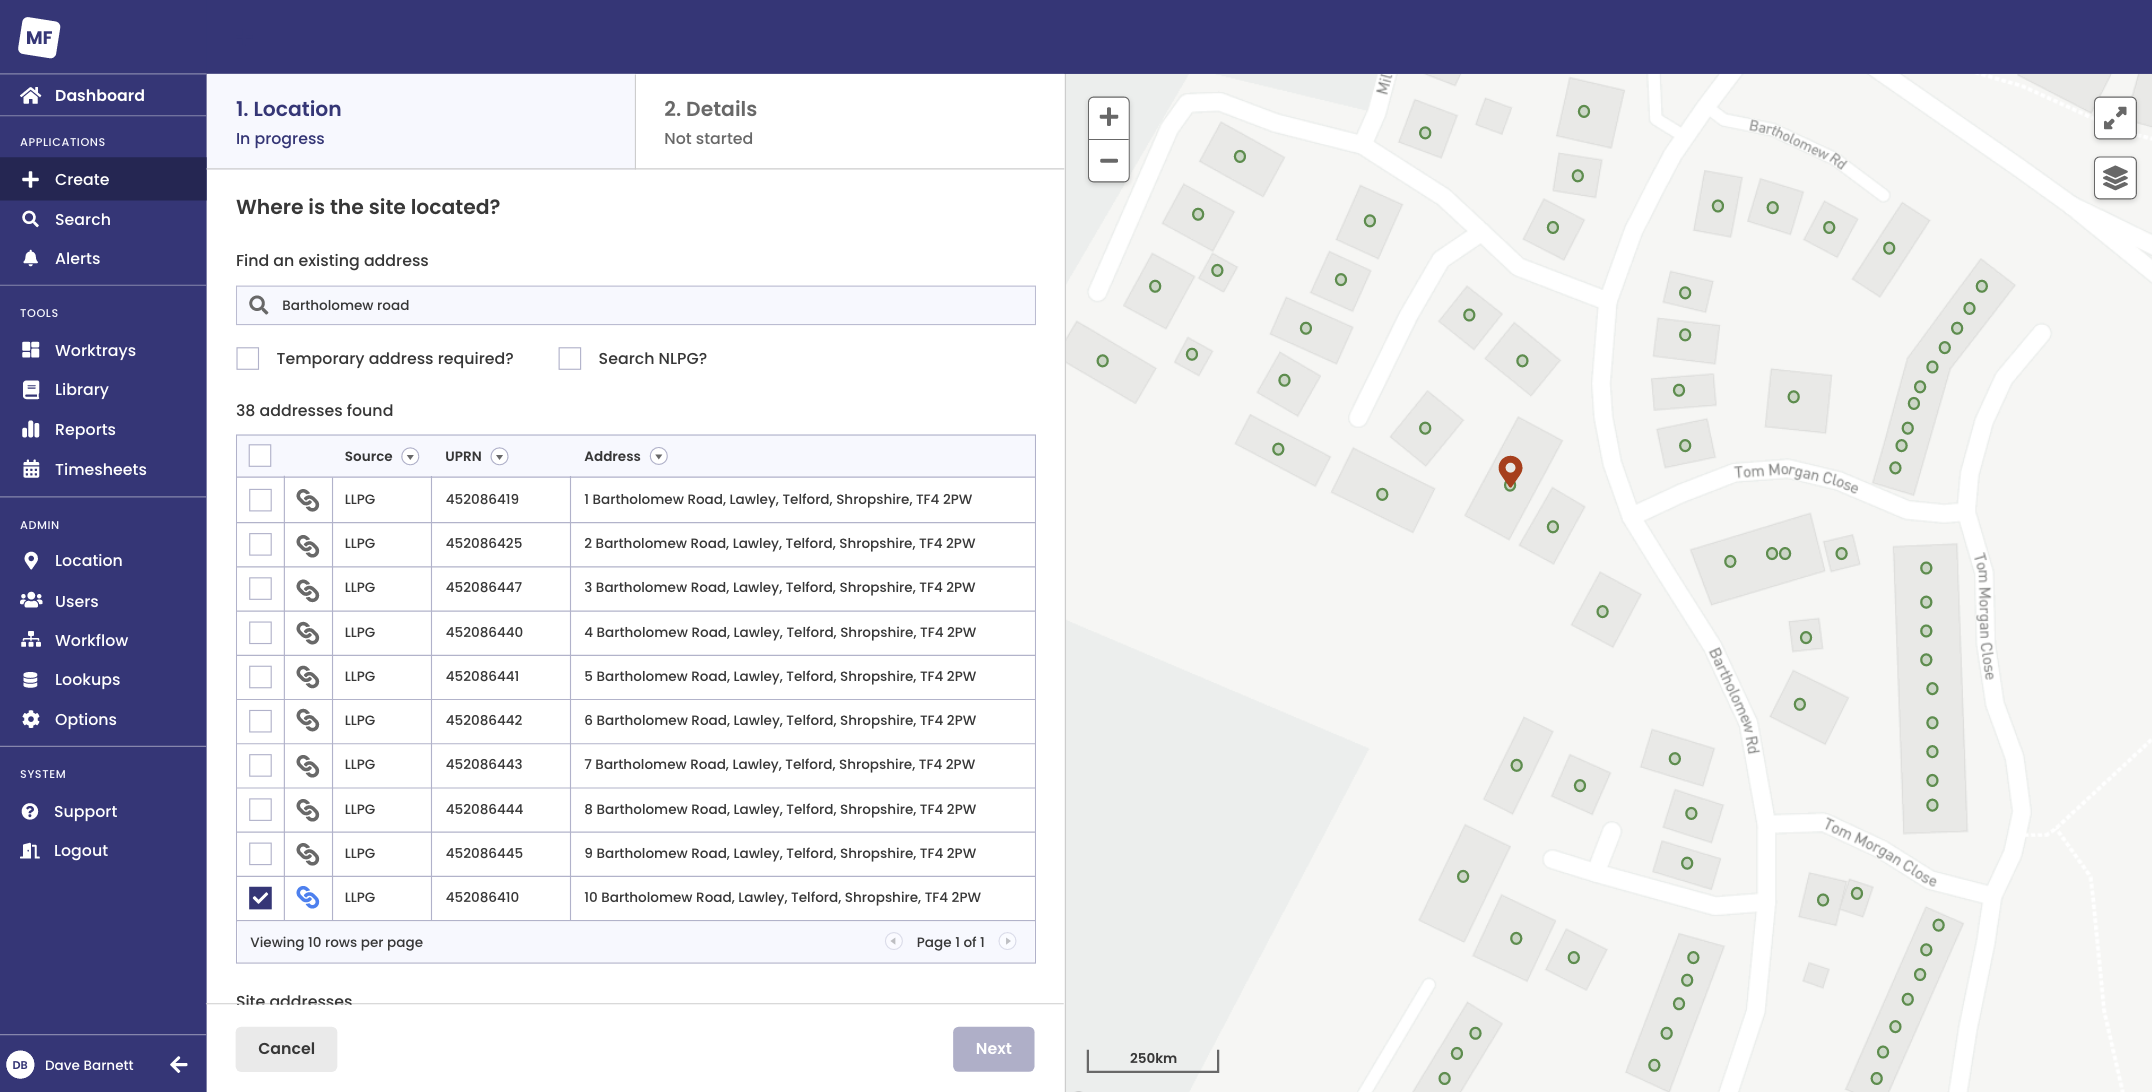 MF
Dashboard
APPLICATIONS
Create
Search
Alerts
TOOLS
Worktrays
Library
Reports
Timesheets
ADMIN
Location
Users
Workflow
Lookups
Options
SYSTEM
Support
Logout
DB Dave Barnett
1. Location
In progress
2. Details
Not started
Where is the site located?
Find an existing address
Bartholomew road
Temporary address required? Search NLPG?
38 addresses found
Source UPRN Address
LLPG 452086419 1 Bartholomew Road, Lawley, Telford, Shropshire, TF4 2PW
LLPG 452086425 2 Bartholomew Road, Lawley, Telford, Shropshire, TF4 2PW
LLPG 452086447 3 Bartholomew Road, Lawley, Telford, Shropshire, TF4 2PW
LLPG 452086440 4 Bartholomew Road, Lawley, Telford, Shropshire, TF4 2PW
LLPG 452086441 5 Bartholomew Road, Lawley, Telford, Shropshire, TF4 2PW
LLPG 452086442 6 Bartholomew Road, Lawley, Telford, Shropshire, TF4 2PW
LLPG 452086443 7 Bartholomew Road, Lawley, Telford, Shropshire, TF4 2PW
LLPG 452086444 8 Bartholomew Road, Lawley, Telford, Shropshire, TF4 2PW
LLPG 452086445 9 Bartholomew Road, Lawley, Telford, Shropshire, TF4 2PW
LLPG 452086410 10 Bartholomew Road, Lawley, Telford, Shropshire, TF4 2PW
Viewing 10 rows per page Page 1 of 1
Site addresses
Cancel Next
Mil
Bartholomew Rd
Tom Morgan Close
Tom Morgan Close
Bartholomew Rd
Tom Morgan Close
250km